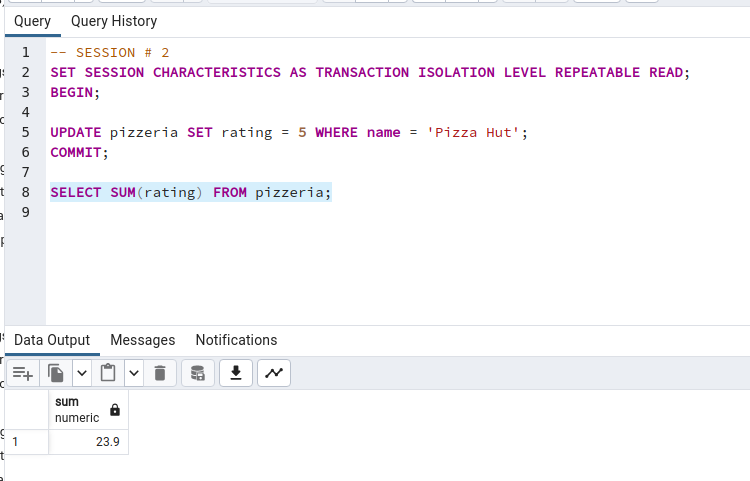 Query Query History
1 -- SESSION # 2
2 SET SESSION CHARACTERISTICS AS TRANSACTION ISOLATION LEVEL REPEATABLE READ;
3 BEGIN;
4
5 UPDATE pizzeria SET rating = 5 WHERE name = 'Pizza Hut';
6 COMMIT;
7
8 SELECT SUM(rating) FROM pizzeria;
9
Data Output Messages Notifications
sum
numeric
1 23.9